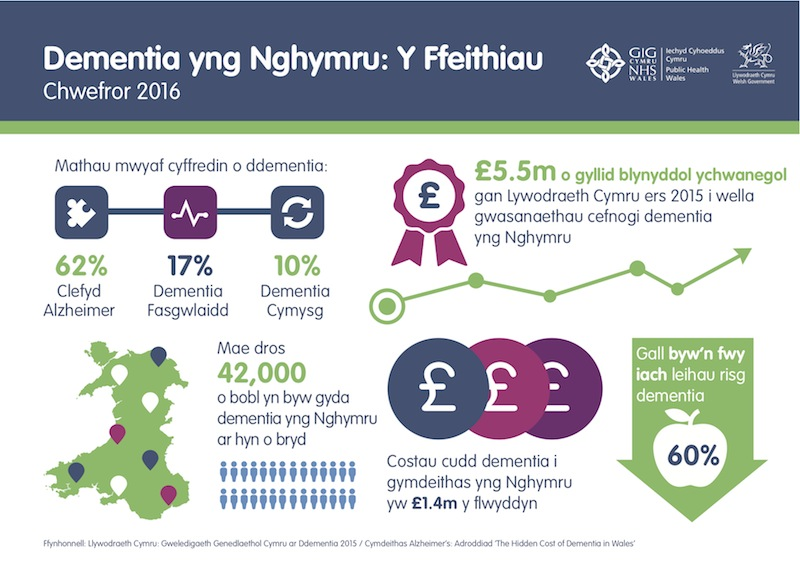 Dementia yng Nghymru: Y Ffeithiau
Chwefror 2016
GIG
CYMRU
NHS
WALES
Iechyd Cyhoeddus
Cymru
Public Health
Wales
Llywodraeth Cymru
Welsh Government
Mathau mwyaf cyffredin o ddementia:
62%
Clefyd
Alzheimer
17%
Dementia
Fasgwlaidd
10%
Dementia
Cymysg
£
£5.5m o gyllid blynyddol ychwanegol
gan Lywodraeth Cymru ers 2015 i wella
gwasanaethau cefnogi dementia
yng Nghymru
Mae dros
42,000
o bobl yn byw gyda
dementia yng Nghymru
ar hyn o bryd
£ £ £
Costau cudd dementia i
gymdeithas yng Nghymru
yw £1.4m y flwyddyn
Gall byw'n fwy
iach leihau risg
dementia
60%
Ffynhonnell: Llywodraeth Cymru: Gweledigaeth Genedlaethol Cymru ar Ddementia 2015 / Cymdeithas Alzheimer's: Adroddiad 'The Hidden Cost of Dementia in Wales'